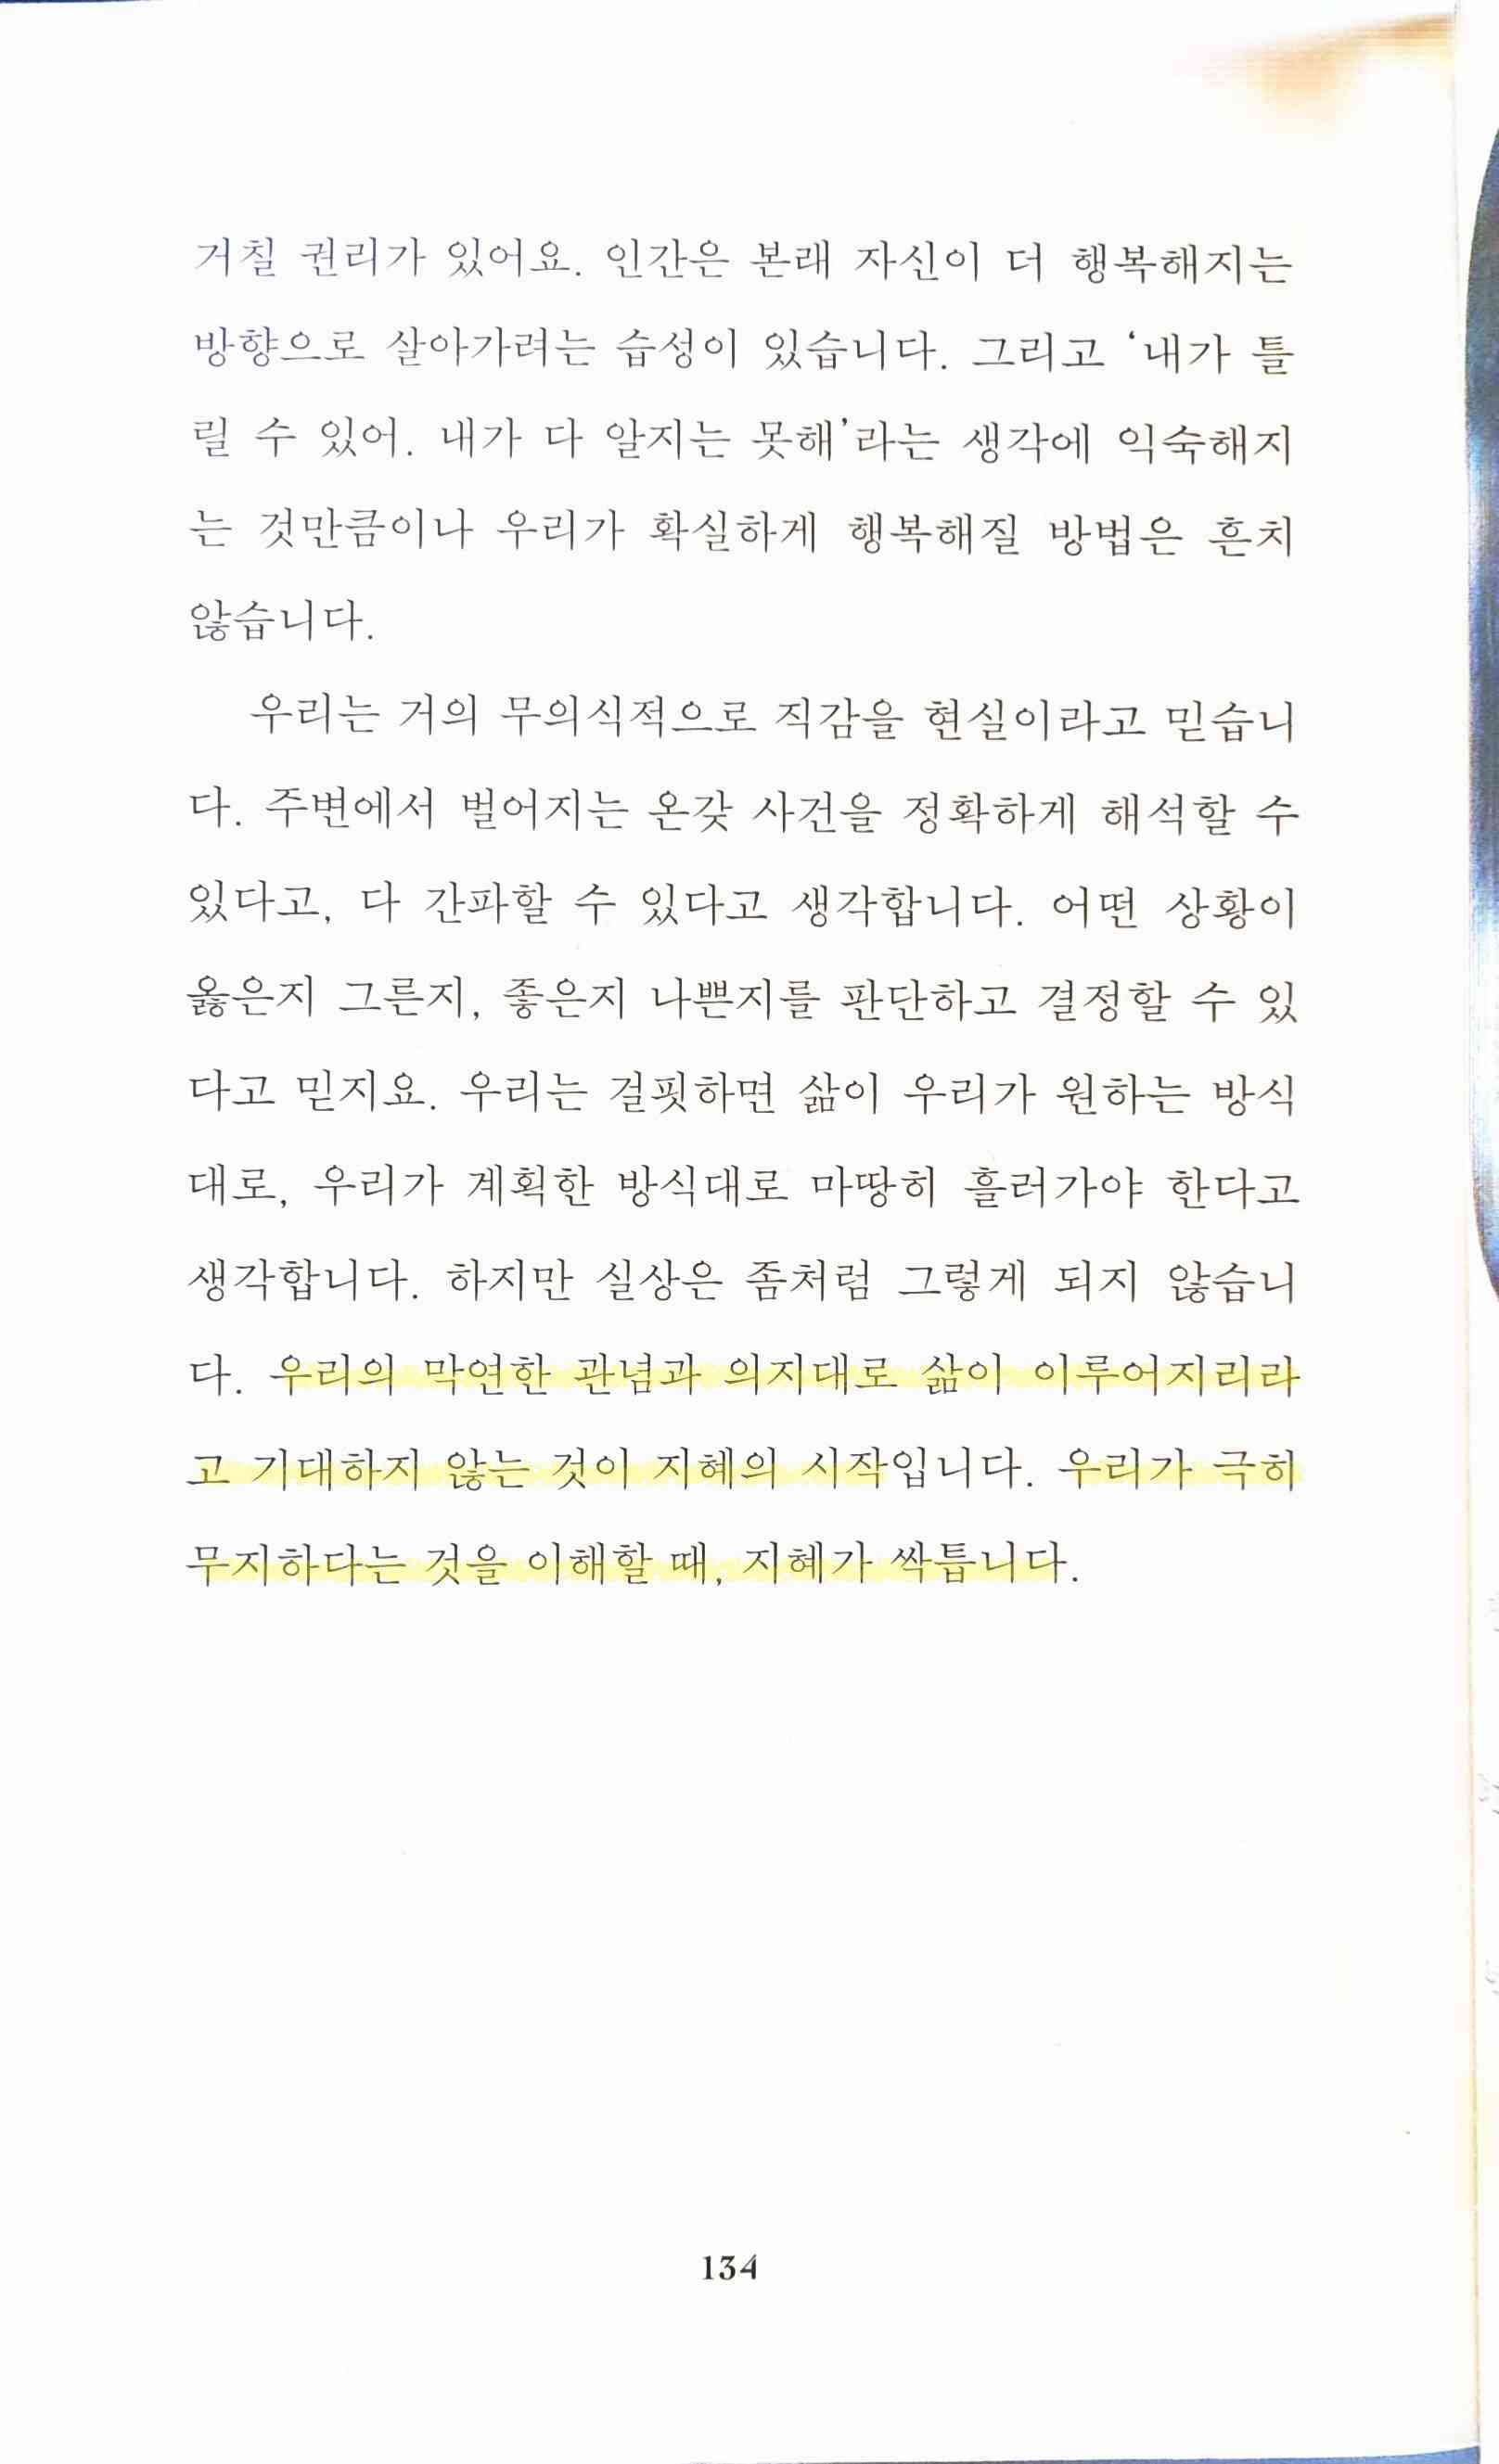 거칠 권리가 있어요. 인간은 본래 자신이 더 행복해지는
방향으로 살아가려는 습성이 있습니다. 그리고 ‘내가 틀
릴 수 있어. 내가 다 알지는 못해’라는 생각에 익숙해지
는 것만큼이나 우리가 확실하게 행복해질 방법은 흔치
않습니다.
우리는 거의 무의식적으로 직감을 현실이라고 믿습니
다. 주변에서 벌어지는 온갖 사건을 정확하게 해석할 수
있다고, 다 간파할 수 있다고 생각합니다. 어떤 상황이
옳은지 그른지, 좋은지 나쁜지를 판단하고 결정할 수 있
다고 믿지요. 우리는 걸핏하면 삶이 우리가 원하는 방식
대로, 우리가 계획한 방식대로 마땅히 흘러가야 한다고
생각합니다. 하지만 실상은 좀처럼 그렇게 되지 않습니
다. 우리의 막연한 관념과 의지대로 삶이 이루어지리라
고 기대하지 않는 것이 지혜의 시작입니다. 우리가 극히
무지하다는 것을 이해할 때, 지혜가 싹틉니다.
134